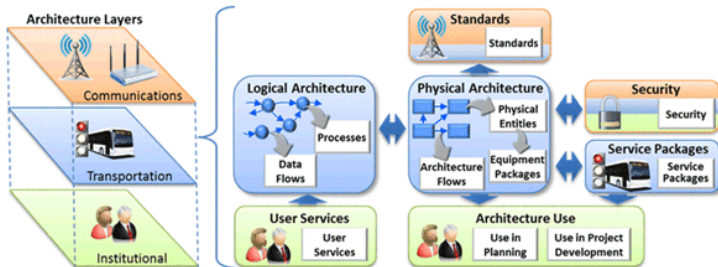 Architecture Layers
Communications
Transportation
Institutional
Logical Architecture
Processes
Data
Flows
User Services
User
Services
Standards
Standards
Physical Architecture
Physical
Entities
Architecture
Flows
Equipment
Packages
Security
Security
Service Packages
Service
Packages
Architecture Use
Use in
Planning
Use in Project
Development